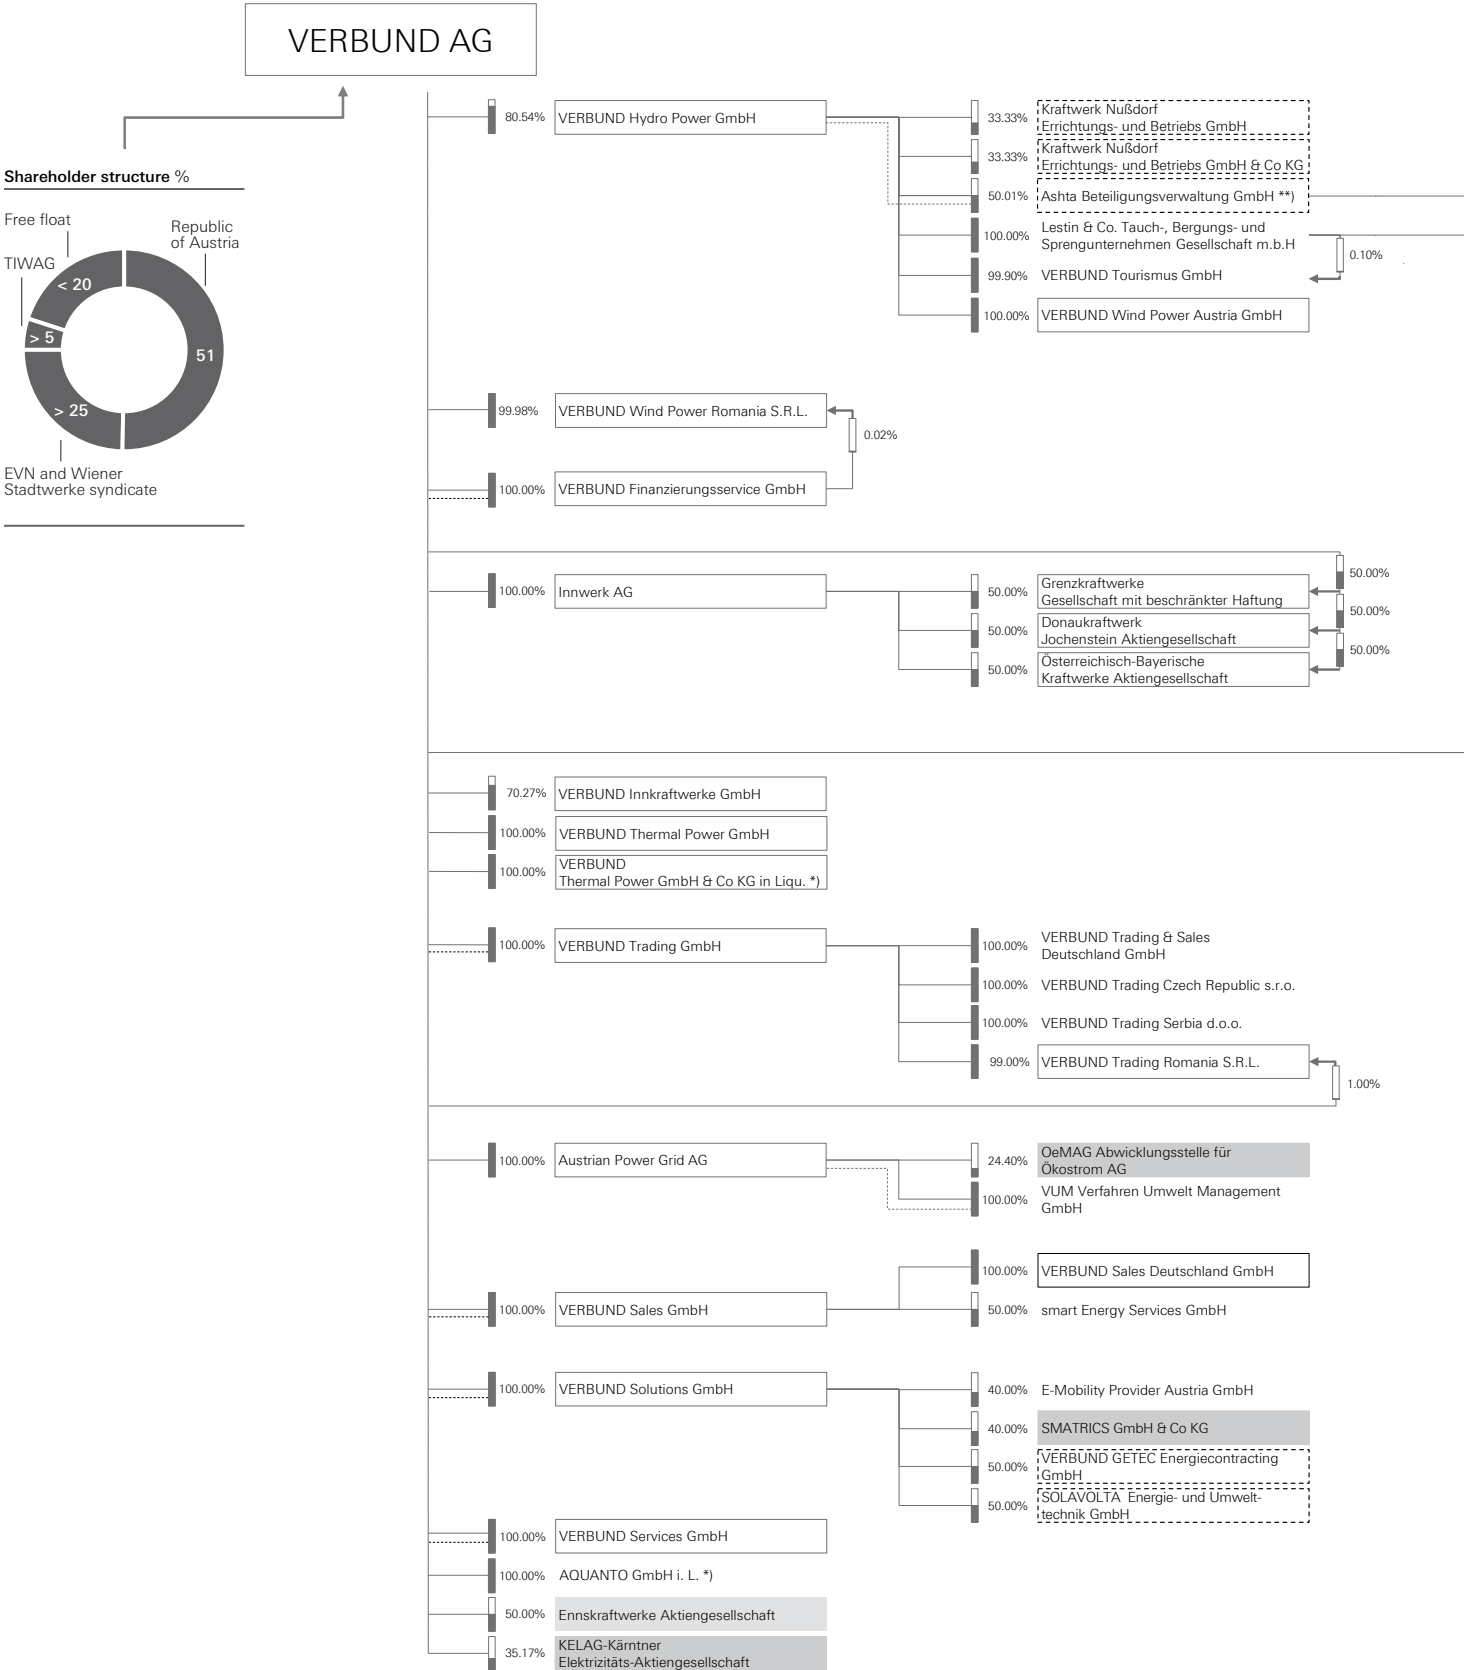 VERBUND AG
Shareholder structure %
Free float
Republic
of Austria
TIWAG
< 20
> 5
51
> 25
EVN and Wiener
Stadtwerke syndicate
80.54% VERBUND Hydro Power GmbH
33.33% Kraftwerk Nußdorf
Errichtungs- und Betriebs GmbH
33.33% Kraftwerk Nußdorf
Errichtungs- und Betriebs GmbH & Co KG
50.01% Ashta Beteiligungsverwaltung GmbH **)
100.00% Lestin & Co. Tauch-, Bergungs- und
Sprengunternehmen Gesellschaft m.b.H
0.10%
99.90% VERBUND Tourismus GmbH
100.00% VERBUND Wind Power Austria GmbH
99.98% VERBUND Wind Power Romania S.R.L.
0.02%
100.00% VERBUND Finanzierungsservice GmbH
100.00% Innwerk AG
50.00% Grenzkraftwerke
Gesellschaft mit beschränkter Haftung
50.00%
50.00% Donaukraftwerk
Jochenstein Aktiengesellschaft
50.00%
50.00% Österreichisch-Bayerische
Kraftwerke Aktiengesellschaft
50.00%
70.27% VERBUND Innkraftwerke GmbH
100.00% VERBUND Thermal Power GmbH
100.00% VERBUND
Thermal Power GmbH & Co KG in Liqu. *)
100.00% VERBUND Trading GmbH
100.00% VERBUND Trading & Sales
Deutschland GmbH
100.00% VERBUND Trading Czech Republic s.r.o.
100.00% VERBUND Trading Serbia d.o.o.
99.00% VERBUND Trading Romania S.R.L.
1.00%
100.00% Austrian Power Grid AG
24.40% OeMAG Abwicklungsstelle für
Ökostrom AG
100.00% VUM Verfahren Umwelt Management
GmbH
100.00% VERBUND Sales Deutschland GmbH
100.00% VERBUND Sales GmbH
50.00% smart Energy Services GmbH
100.00% VERBUND Solutions GmbH
40.00% E-Mobility Provider Austria GmbH
40.00% SMATRICS GmbH & Co KG
50.00% VERBUND GETEC Energiecontracting
GmbH
50.00% SOLAVOLTA Energie- und Umwelt-
technik GmbH
100.00% VERBUND Services GmbH
100.00% AQUANTO GmbH i. L. *)
50.00% Ennskraftwerke Aktiengesellschaft
35.17% KELAG-Kärntner
Elektrizitäts-Aktiengesellschaft